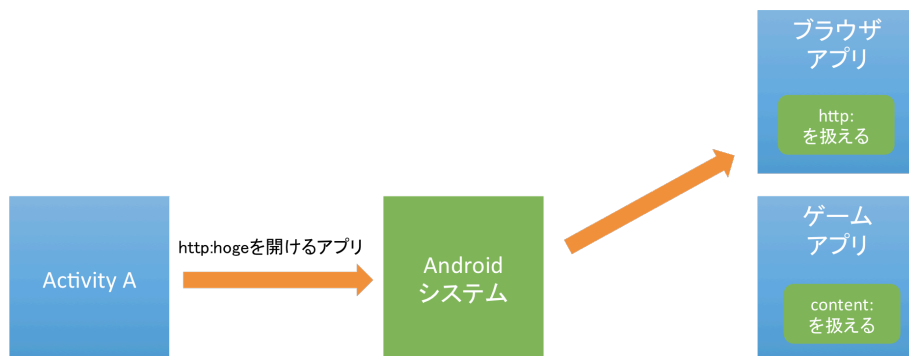 ブラウザ
アプリ
http:
を扱える
Activity A
http:hogeを開けるアプリ
Android
システム
ゲーム
アプリ
content:
を扱える